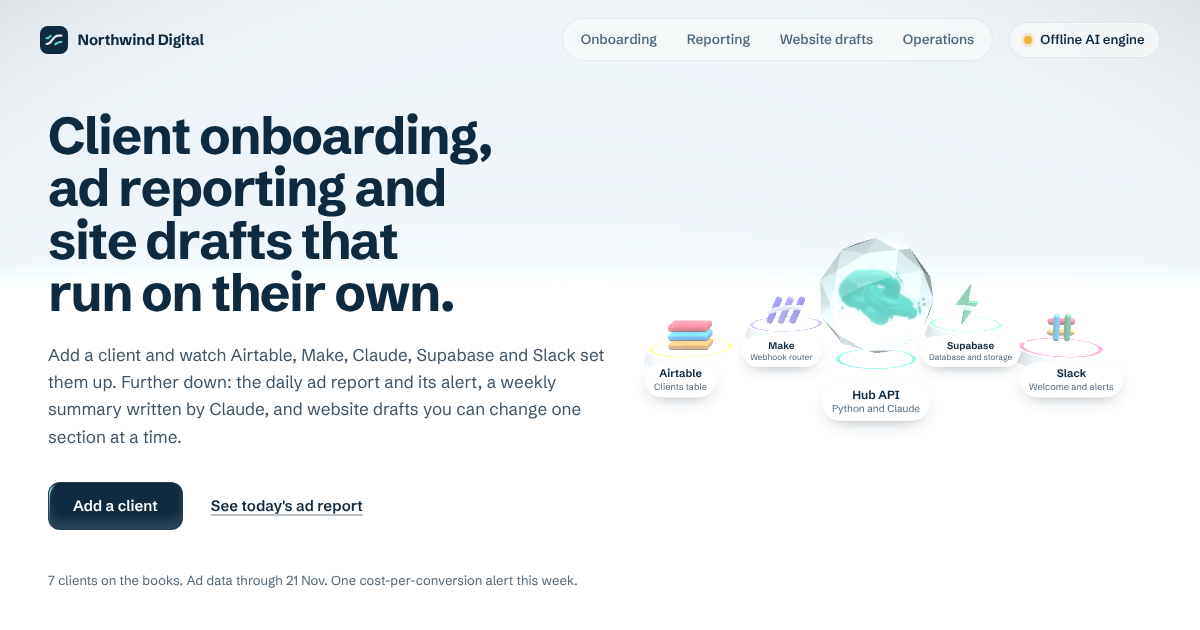 Northwind Digital
Onboarding
Reporting
Website drafts
Operations
Offline AI engine
Client onboarding,
ad reporting and
site drafts that
run on their own.
Add a client and watch Airtable, Make, Claude, Supabase and Slack set
them up. Further down: the daily ad report and its alert, a weekly
summary written by Claude, and website drafts you can change one
section at a time.
Add a client
See today's ad report
7 clients on the books. Ad data through 21 Nov. One cost-per-conversion alert this week.
Airtable
Clients table
Make
Webhook router
Hub API
Python and Claude
Supabase
Database and storage
Slack
Welcome and alerts